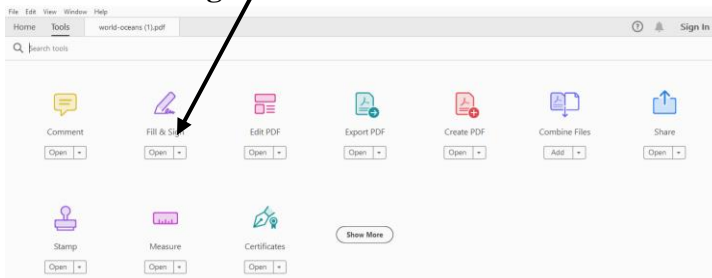 File Edit View Window Help
Home Tools world-oceans (1).pdf Sign In
Search tools
Comment Fill & Sign Edit PDF Export PDF Create PDF Combine Files Share
Open Open Open Open Open Add Open
Stamp Measure Certificates Show More
Open Open Open